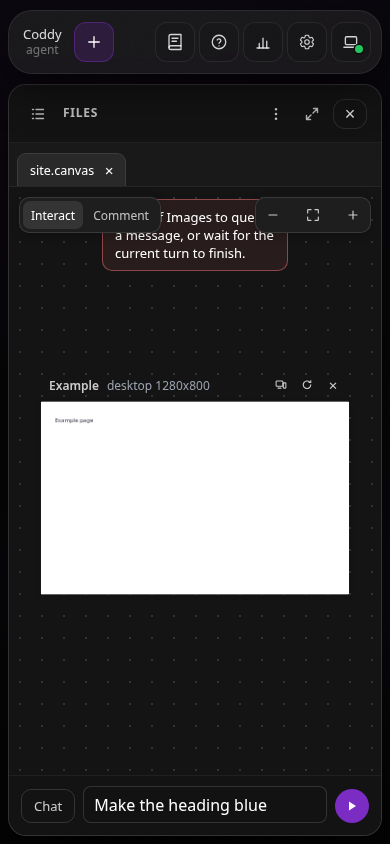 Coddy
agent
FILES
site.canvas
Interact
Comment
f Images to que
a message, or wait for the
current turn to finish.
Example desktop 1280x800
Example page
Chat
Make the heading blue